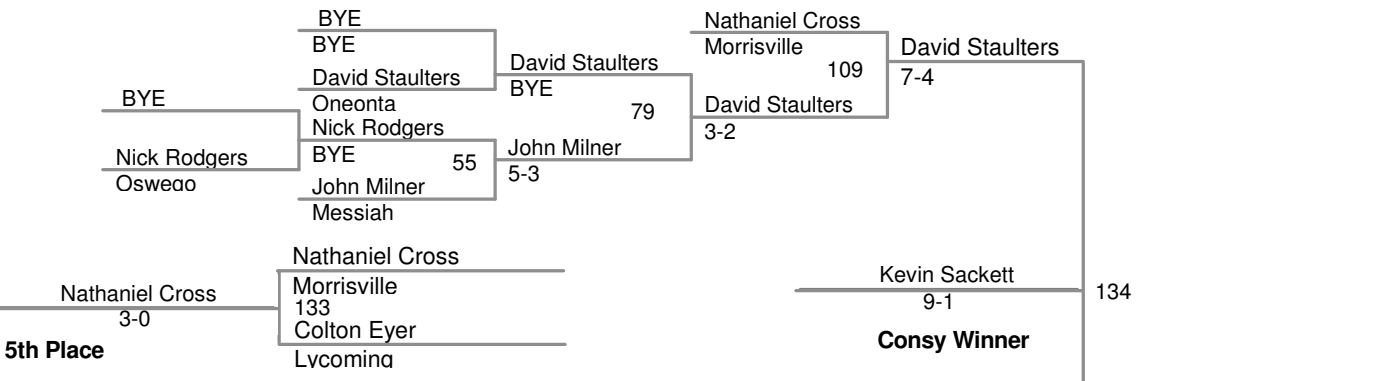 BYE
BYE
David Staulters
Oneonta
BYE
Nick Rodgers
Oswego
Nick Rodgers
BYE
55
John Milner
Messiah
David Staulters
BYE
79
John Milner
5-3
Nathaniel Cross
Morrisville
109
David Staulters
3-2
David Staulters
7-4
Nathaniel Cross
Morrisville
133
Colton Eyer
Lycoming
Nathaniel Cross
3-0
5th Place
Kevin Sackett
9-1
Consy Winner
134